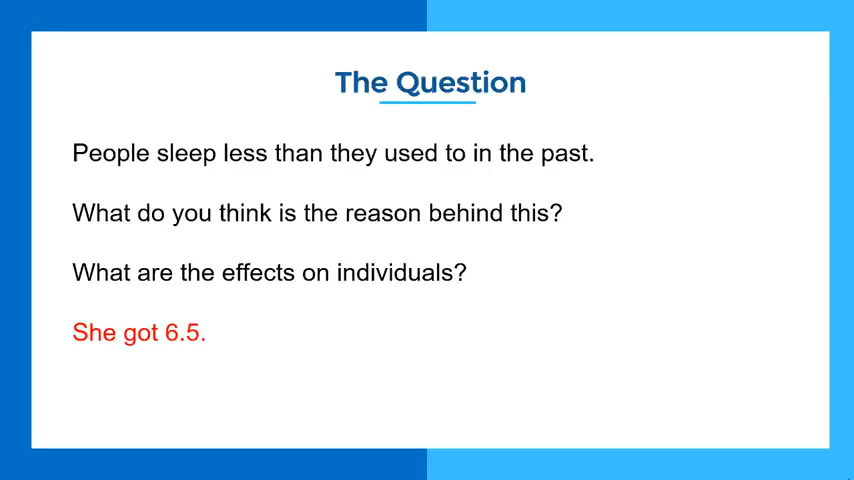 The Question
People sleep less than they used to in the past.
What do you think is the reason behind this?
What are the effects on individuals?
She got 6.5.